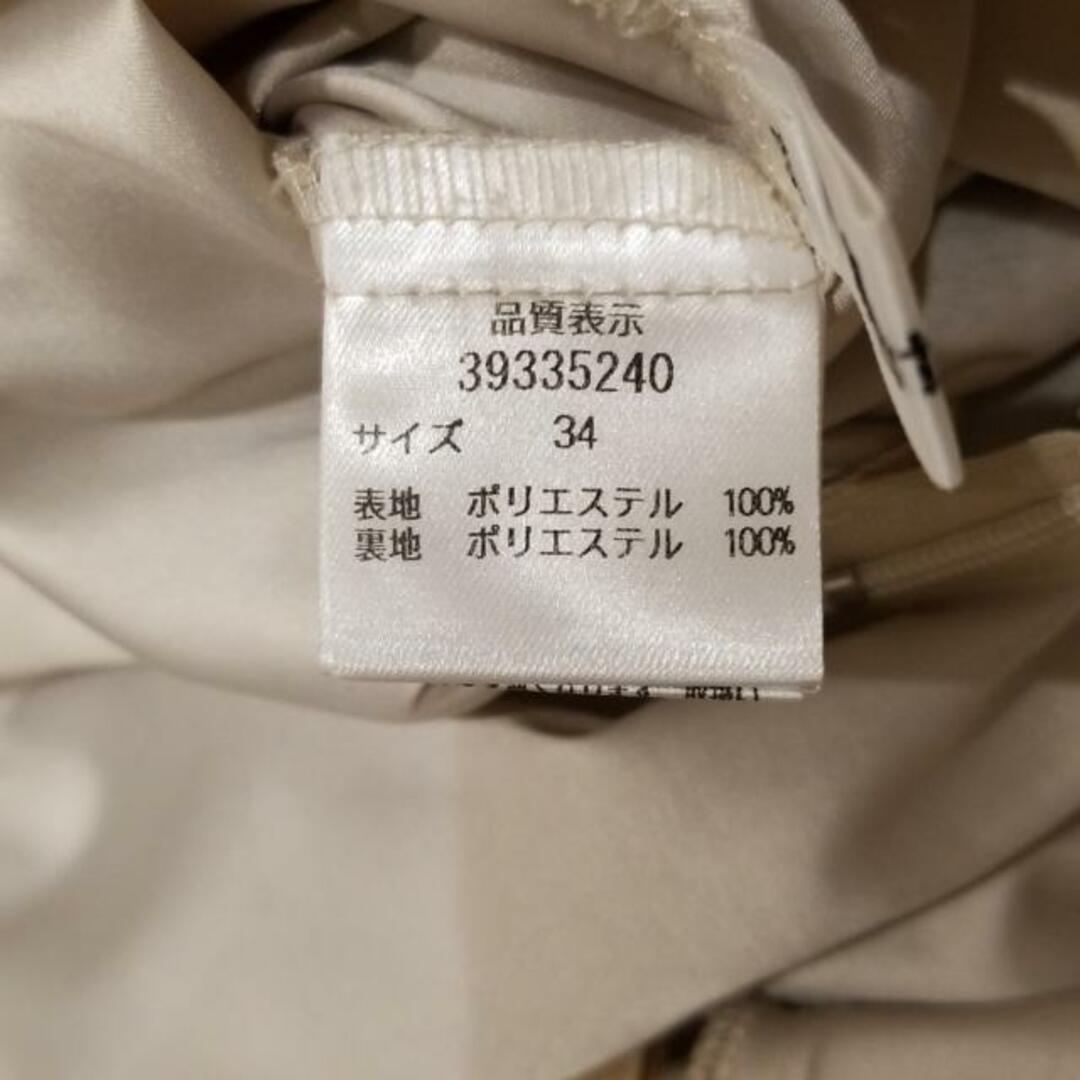 品質表示
39335240
サイズ 34
表地 ポリエステル 100%
裏地 ポリエステル 100%